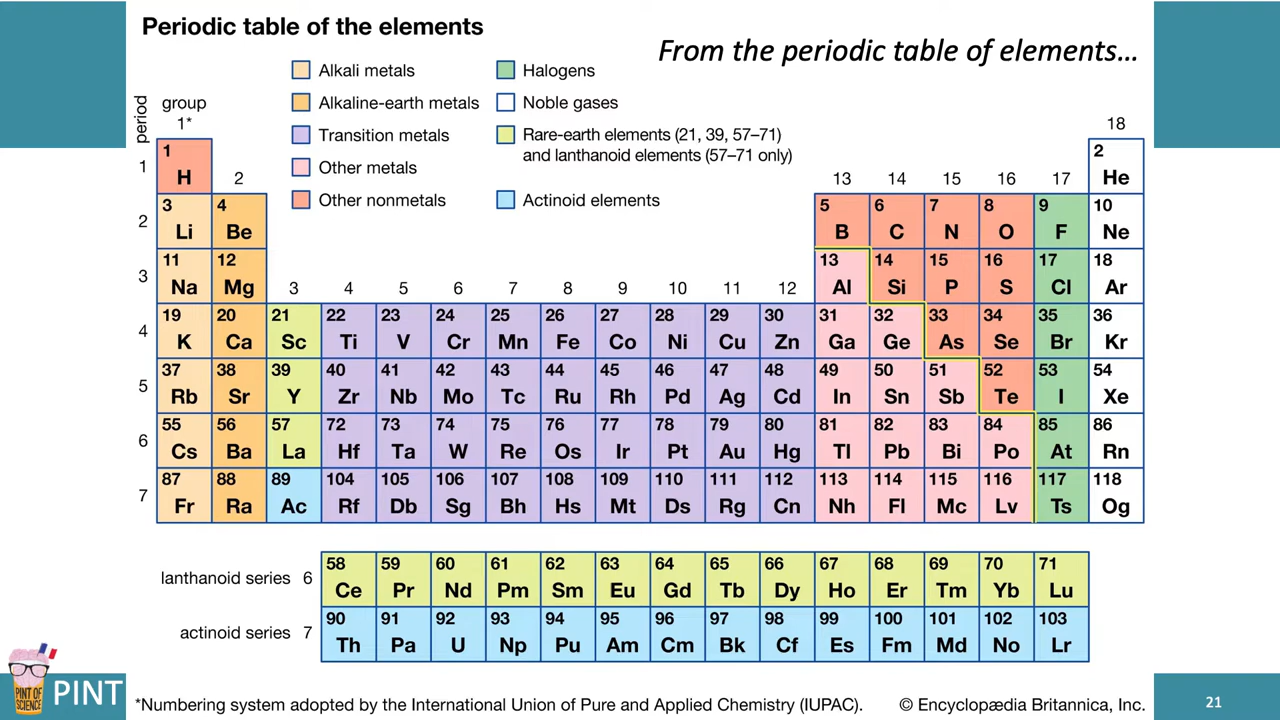 Periodic table of the elements
From the periodic table of elements…
Alkali metals
Halogens
Alkaline-earth metals
Noble gases
Transition metals
Rare-earth elements (21, 39, 57–71)
and lanthanoid elements (57–71 only)
Other metals
Other nonmetals
Actinoid elements
period
group
1* 18
1 2
1 H He
2 13 14 15 16 17
3 4 5 6 7 8 9 10
2 Li Be B C N O F Ne
11 12 13 14 15 16 17 18
3 Na Mg Al Si P S Cl Ar
3 4 5 6 7 8 9 10 11 12
19 20 21 22 23 24 25 26 27 28 29 30 31 32 33 34 35 36
4 K Ca Sc Ti V Cr Mn Fe Co Ni Cu Zn Ga Ge As Se Br Kr
37 38 39 40 41 42 43 44 45 46 47 48 49 50 51 52 53 54
5 Rb Sr Y Zr Nb Mo Tc Ru Rh Pd Ag Cd In Sn Sb Te I Xe
55 56 57 72 73 74 75 76 77 78 79 80 81 82 83 84 85 86
6 Cs Ba La Hf Ta W Re Os Ir Pt Au Hg Tl Pb Bi Po At Rn
87 88 89 104 105 106 107 108 109 110 111 112 113 114 115 116 117 118
7 Fr Ra Ac Rf Db Sg Bh Hs Mt Ds Rg Cn Nh Fl Mc Lv Ts Og
58 59 60 61 62 63 64 65 66 67 68 69 70 71
lanthanoid series 6 Ce Pr Nd Pm Sm Eu Gd Tb Dy Ho Er Tm Yb Lu
90 91 92 93 94 95 96 97 98 99 100 101 102 103
actinoid series 7 Th Pa U Np Pu Am Cm Bk Cf Es Fm Md No Lr
PINT OF
SCIENCE
PINT
*Numbering system adopted by the International Union of Pure and Applied Chemistry (IUPAC).
© Encyclopædia Britannica, Inc.
21